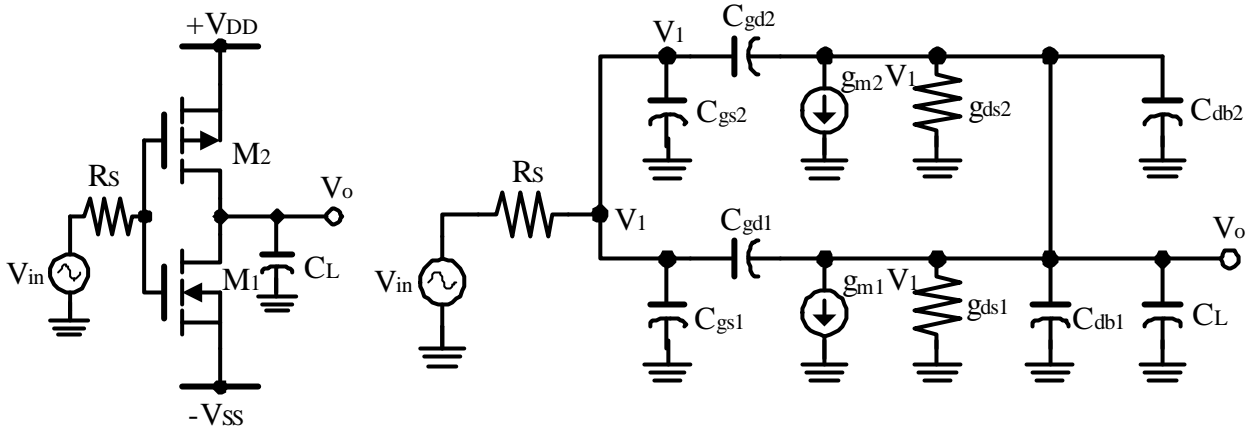 +VDD
M2
Rs
Vo
Vin
M1
CL
-VSS
Cgd2
V1
gm2V1
Cgs2
gds2
Cdb2
Rs
V1
Cgd1
Vo
Vin
gm1V1
Cgs1
gds1
Cdb1
CL